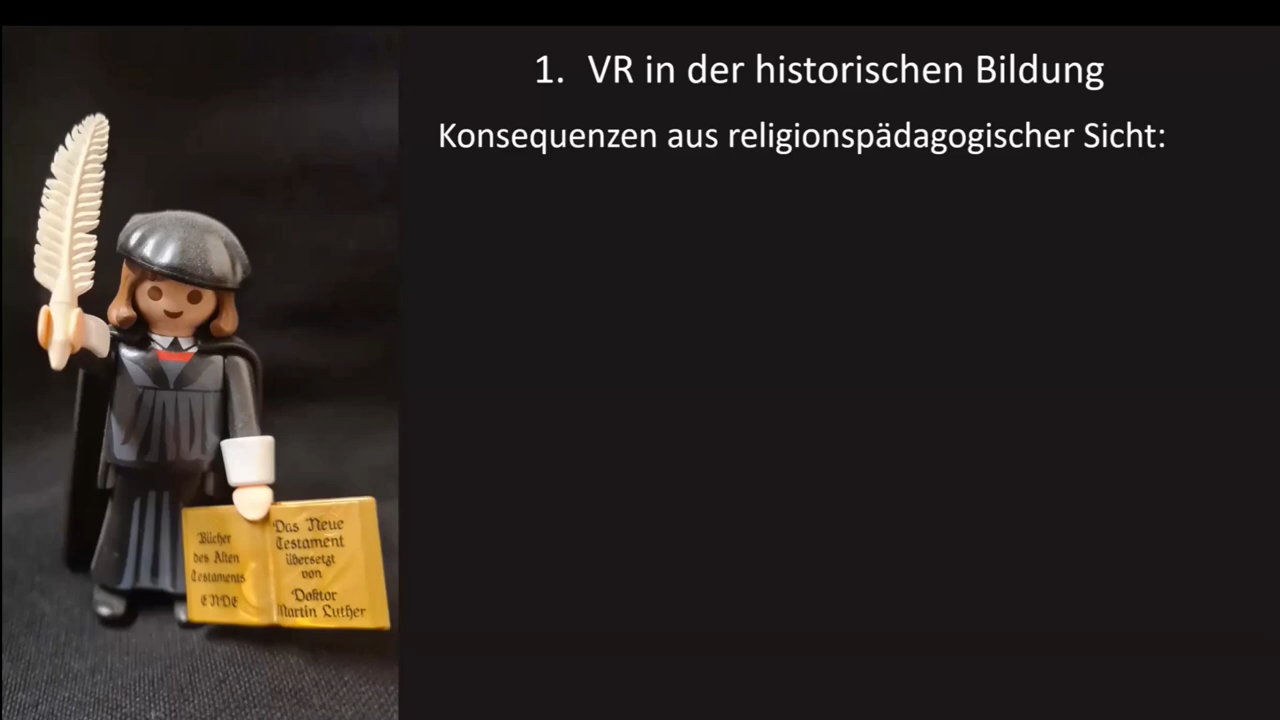 1. VR in der historischen Bildung
Konsequenzen aus religionspädagogischer Sicht:
Bücher
des Alten
Testaments
ENDE
Das Neue
Testament
übersetzt
von
Doktor
Martin Luther